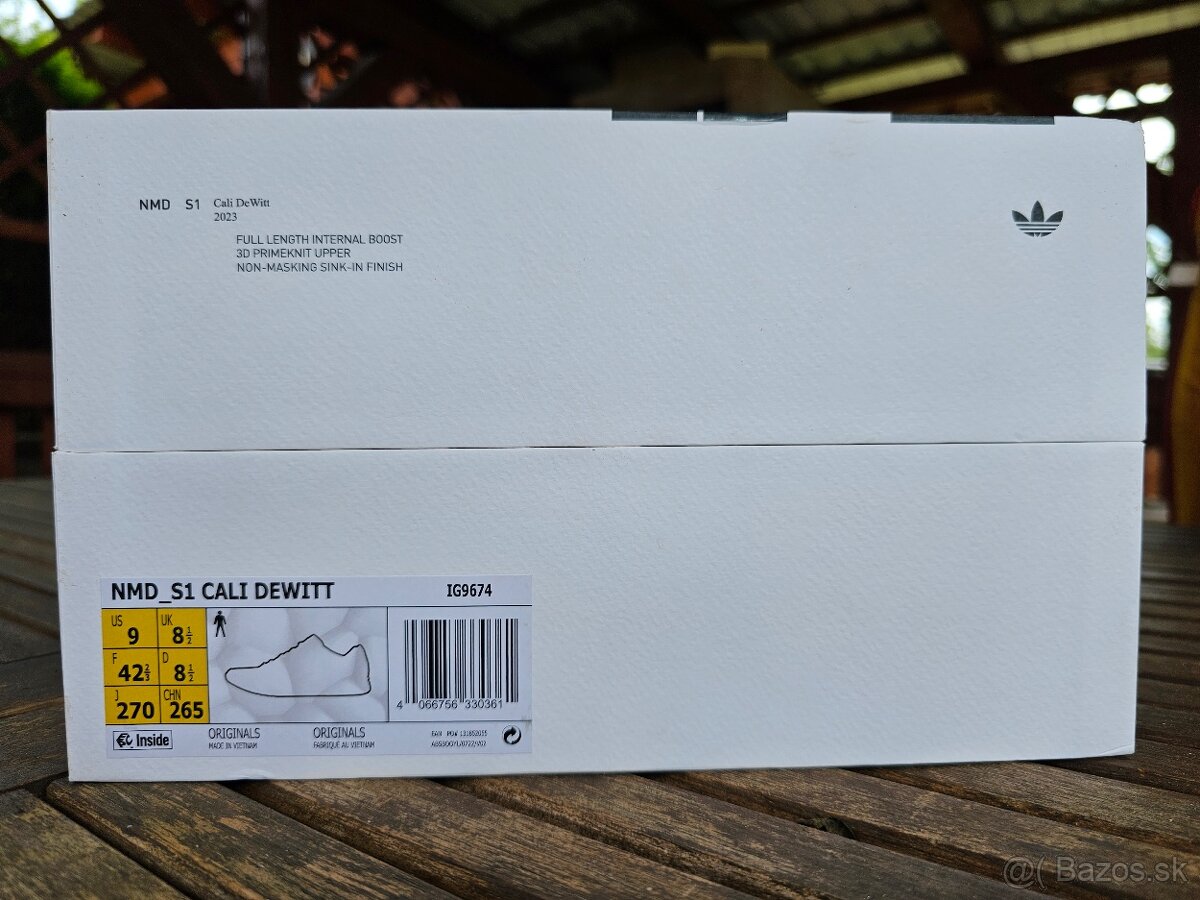 NMD S1 Cali DeWitt
2023
FULL LENGTH INTERNAL BOOST
3D PRIMEKNIT UPPER
NON-MASKING SINK-IN FINISH
NMD_S1 CALI DEWITT IG9674
US 9 UK 8½
F 42⅔ D 8½
J 270 CHN 265
4 066756 330361
Inside ORIGINALS ORIGINALS
MADE IN VIETNAM FABRIQUÉ AU VIETNAM
@( Bazos.sk